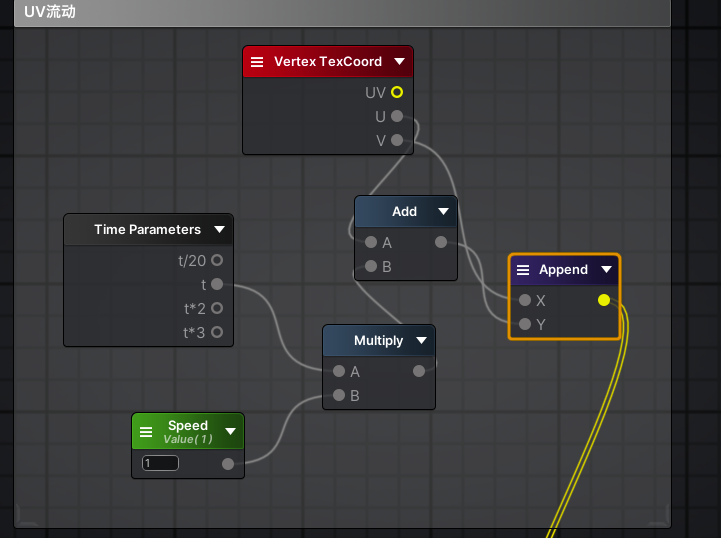 UV流动
Vertex TexCoord
UV
U
V
Add
A
B
Time Parameters
t/20
t
t*2
t*3
Append
X
Y
Multiply
A
B
Speed
Value( 1 )
1